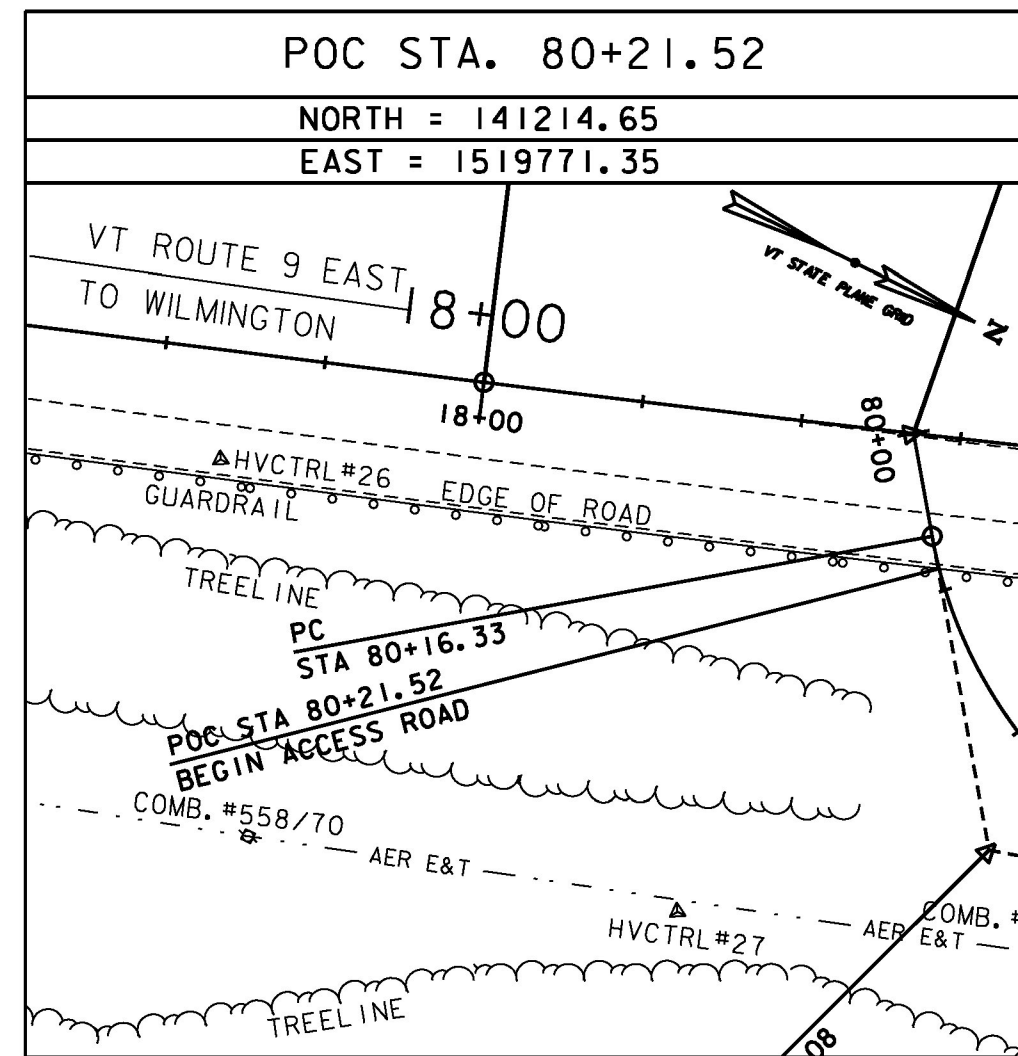 POC STA. 80+21.52
NORTH = 141214.65
EAST = 1519771.35
VT ROUTE 9 EAST
TO WILMINGTON
18+00
VT STATE PLANE GRID
N
18+00
80+00
HVCTRL#26
EDGE OF ROAD
GUARDRAIL
TREELINE
PC
STA 80+16.33
POC STA 80+21.52
BEGIN ACCESS ROAD
COMB. #558/70
AER E&T
COMB. #
AER E&T
HVCTRL#27
TREELINE